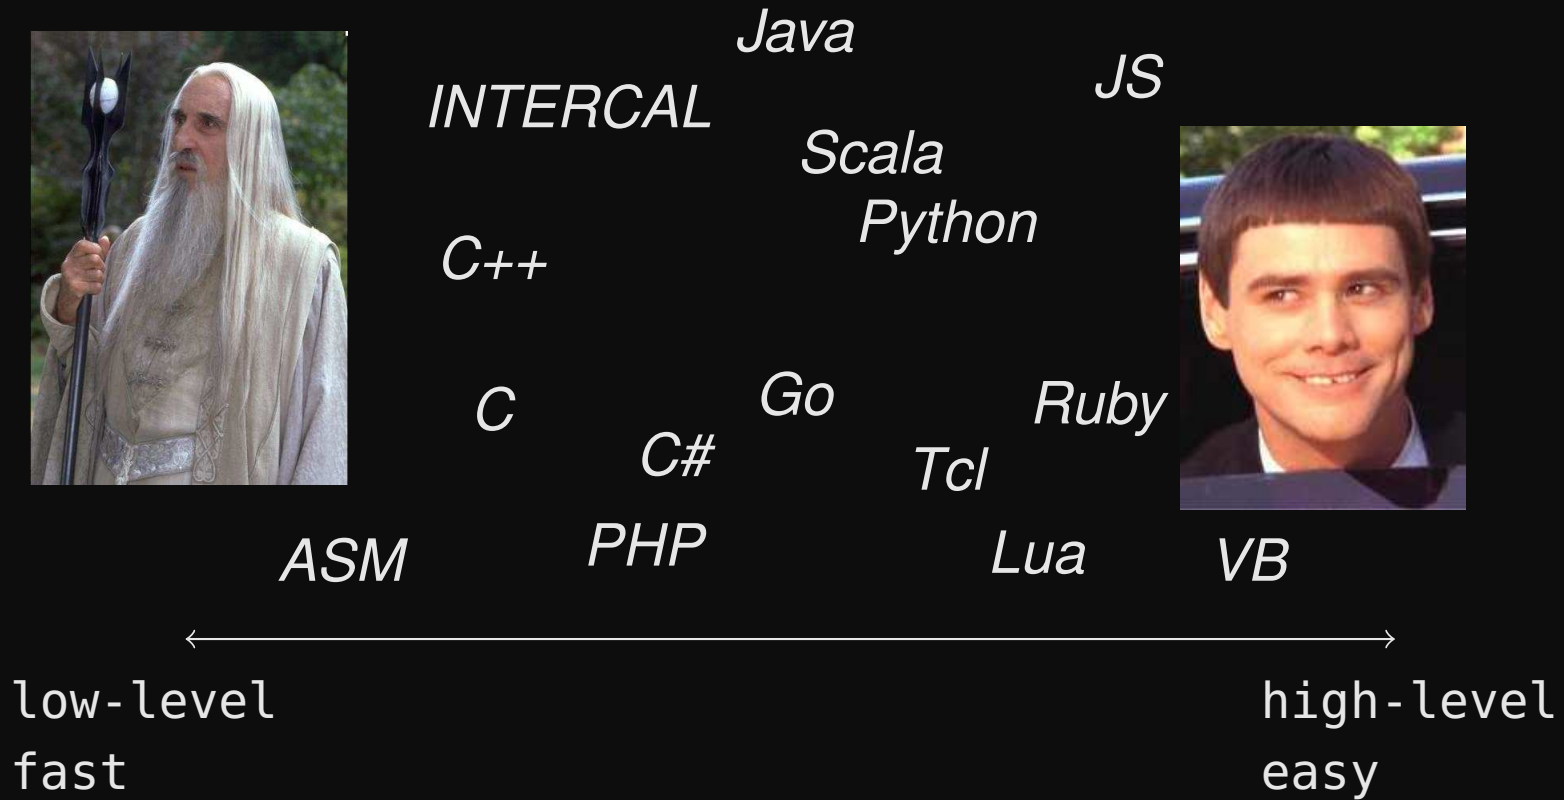 Java
JS
INTERCAL
Scala
Python
C++
Go
Ruby
C
C#
Tcl
PHP
Lua
ASM
VB
low-level
high-level
fast
easy